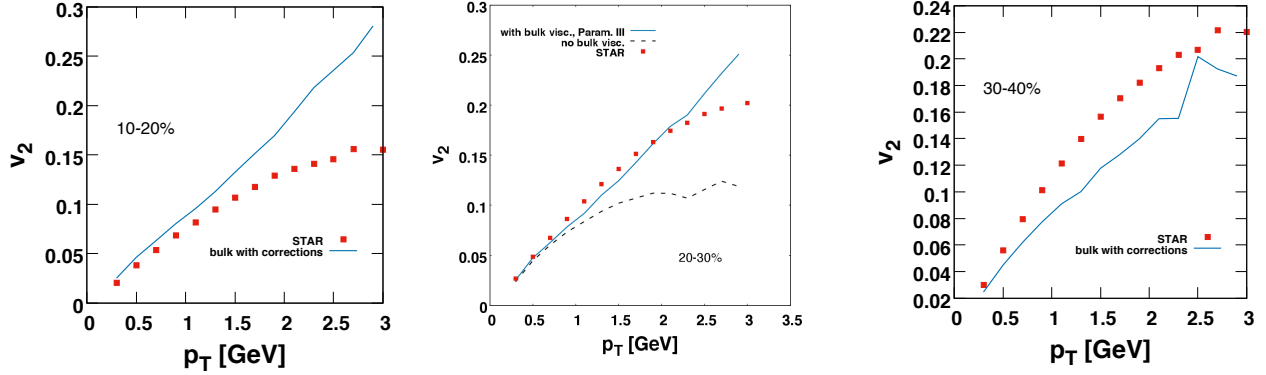 0.3
0.25
0.2
0.15
0.1
0.05
0
v2
10-20%
STAR
bulk with corrections
0 0.5 1 1.5 2 2.5 3
pT [GeV]
0.3
0.25
0.2
0.15
0.1
0.05
0
v2
with bulk visc., Param. III
no bulk visc.
STAR
20-30%
0 0.5 1 1.5 2 2.5 3 3.5
pT [GeV]
0.24
0.22
0.2
0.18
0.16
0.14
0.12
0.1
0.08
0.06
0.04
0.02
v2
30-40%
STAR
bulk with corrections
0 0.5 1 1.5 2 2.5 3
pT [GeV]